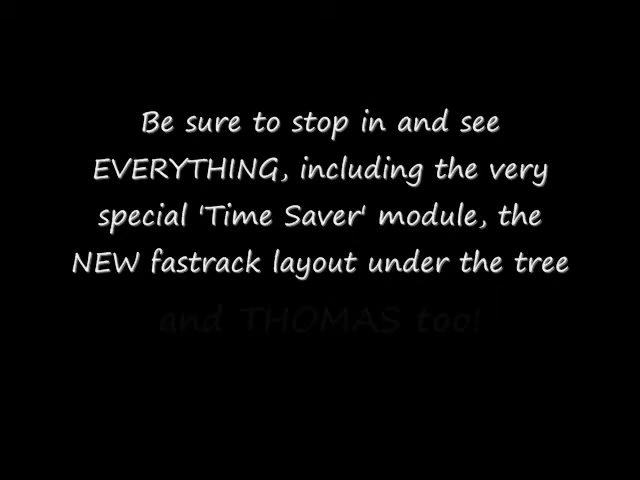 Be sure to stop in and see
EVERYTHING, including the very
special 'Time Saver' module, the
NEW fastrack layout under the tree
and THOMAS too!